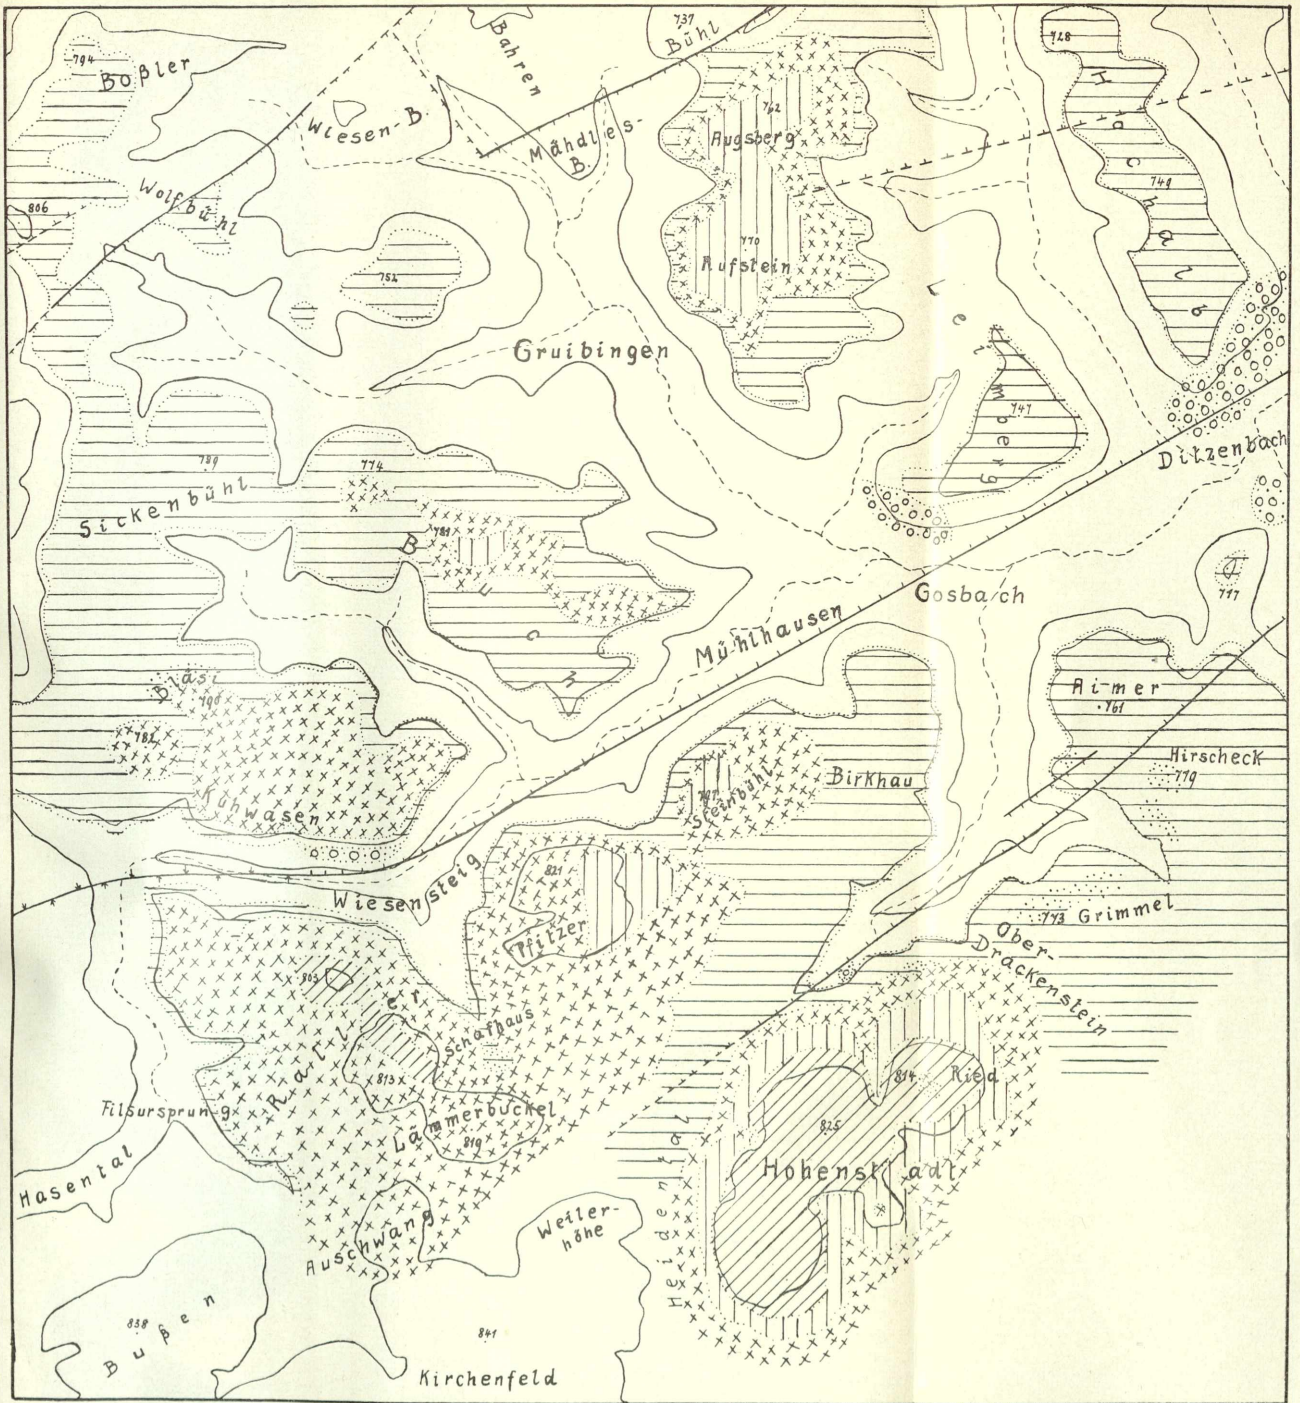 737
Bühl
728
Bahren
794
Boßler
Wiesen-B.
Mähdles-
B.
762
Augsberg
Hochalb
749
Wolfbühl
806
770
Aufstein
752
Leimberg
Gruibingen
747
Ditzenbach
789
774
Sickenbühl
781
Buch
Gosbach
717
Mühlhausen
Bläsi
Aimer
761
782
Hirscheck
779
Birkhau
Steinbühl
Kuhwasen
Wiesensteig
821
Pfitzer
773 Grimmel
Ober-
Drackenstein
803
Raller
Schafhaus
813
814
Ried
Filsursprung
825
Lämmerbuckel
819
Hohenstadt
Hasental
Heidental
Auschwang
Weiler-
höhe
838
Bußen
841
Kirchenfeld